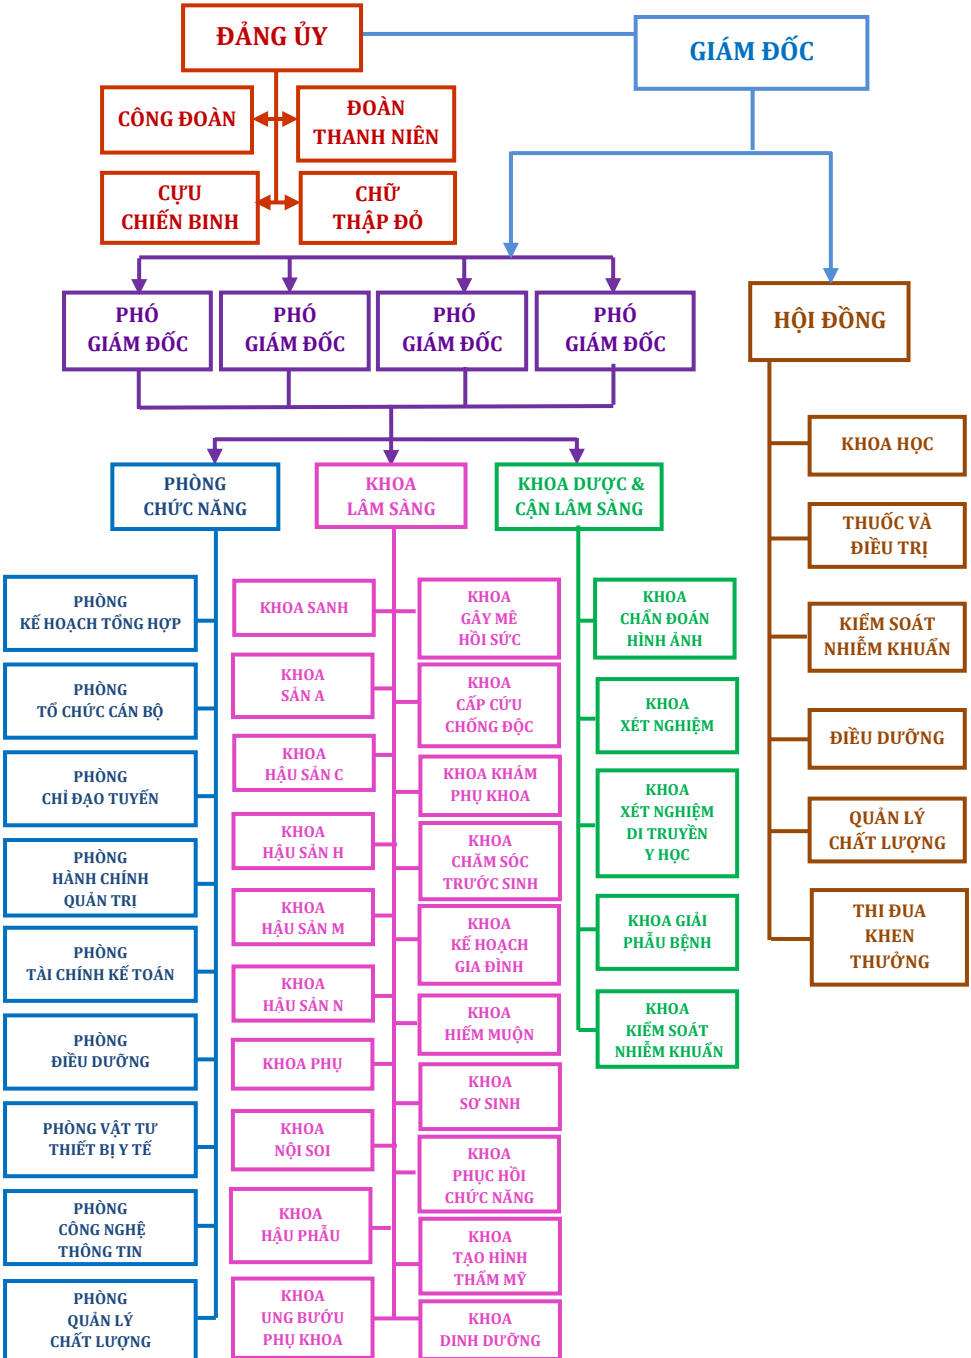 ĐẢNG ỦY
GIÁM ĐỐC
CÔNG ĐOÀN
ĐOÀN
THANH NIÊN
CỰU
CHIẾN BINH
CHỮ
THẬP ĐỎ
PHÓ
GIÁM ĐỐC
PHÓ
GIÁM ĐỐC
PHÓ
GIÁM ĐỐC
PHÓ
GIÁM ĐỐC
HỘI ĐỒNG
KHOA HỌC
THUỐC VÀ
ĐIỀU TRỊ
KIỂM SOÁT
NHIỄM KHUẨN
ĐIỀU DƯỠNG
QUẢN LÝ
CHẤT LƯỢNG
THI ĐUA
KHEN
THƯỞNG
PHÒNG
CHỨC NĂNG
PHÒNG
KẾ HOẠCH TỔNG HỢP
PHÒNG
TỔ CHỨC CÁN BỘ
PHÒNG
CHỈ ĐẠO TUYẾN
PHÒNG
HÀNH CHÍNH
QUẢN TRỊ
PHÒNG
TÀI CHÍNH KẾ TOÁN
PHÒNG
ĐIỀU DƯỠNG
PHÒNG VẬT TƯ
THIẾT BỊ Y TẾ
PHÒNG
CÔNG NGHỆ
THÔNG TIN
PHÒNG
QUẢN LÝ
CHẤT LƯỢNG
KHOA
LÂM SÀNG
KHOA SANH
KHOA
SẢN A
KHOA
HẬU SẢN C
KHOA
HẬU SẢN H
KHOA
HẬU SẢN M
KHOA
HẬU SẢN N
KHOA PHỤ
KHOA
NỘI SOI
KHOA
HẬU PHẪU
KHOA
UNG BƯỚU
PHỤ KHOA
KHOA
GÂY MÊ
HỒI SỨC
KHOA
CẤP CỨU
CHỐNG ĐỘC
KHOA KHÁM
PHỤ KHOA
KHOA
CHĂM SÓC
TRƯỚC SINH
KHOA
KẾ HOẠCH
GIA ĐÌNH
KHOA
HIẾM MUỘN
KHOA
SƠ SINH
KHOA
PHỤC HỒI
CHỨC NĂNG
KHOA
TẠO HÌNH
THẨM MỸ
KHOA
DINH DƯỠNG
KHOA DƯỢC &
CẬN LÂM SÀNG
KHOA
CHẨN ĐOÁN
HÌNH ẢNH
KHOA
XÉT NGHIỆM
KHOA
XÉT NGHIỆM
DI TRUYỀN
Y HỌC
KHOA GIẢI
PHẪU BỆNH
KHOA
KIỂM SOÁT
NHIỄM KHUẨN